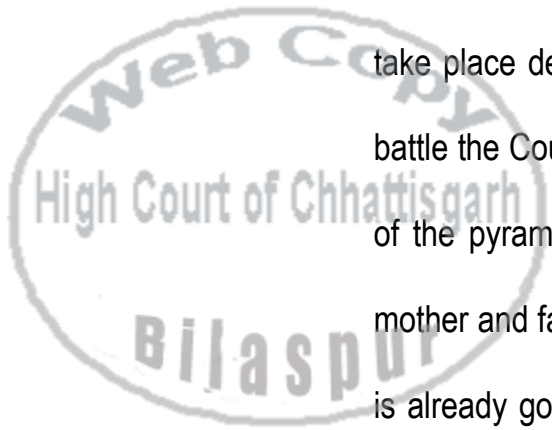 Web Copy
take place de
battle the Cou
High Court of Chhattisgarh
of the pyram
mother and fa
Bilaspur
is already go